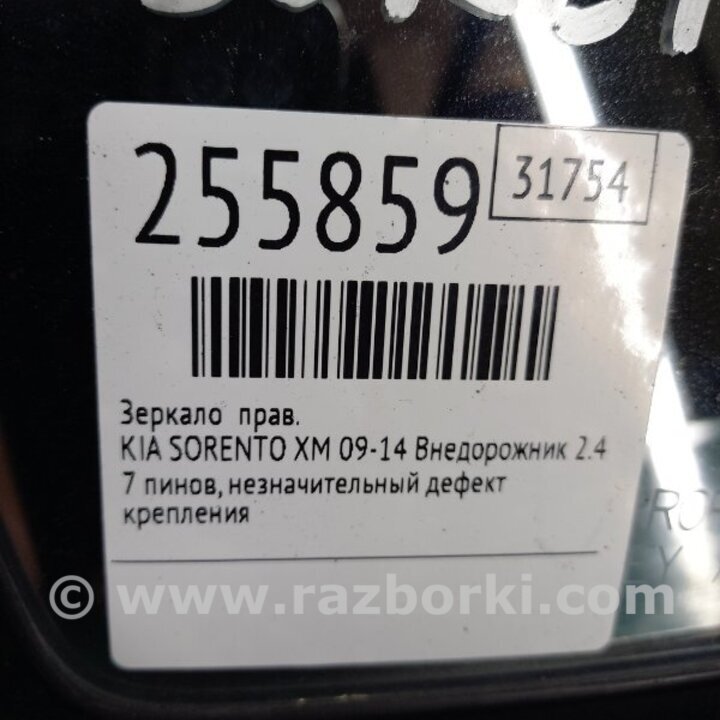 255859
31754
Зеркало прав.
KIA SORENTO XM 09-14 Внедорожник 2.4
7 пинов, незначительный дефект
крепления
© www.razborki.com